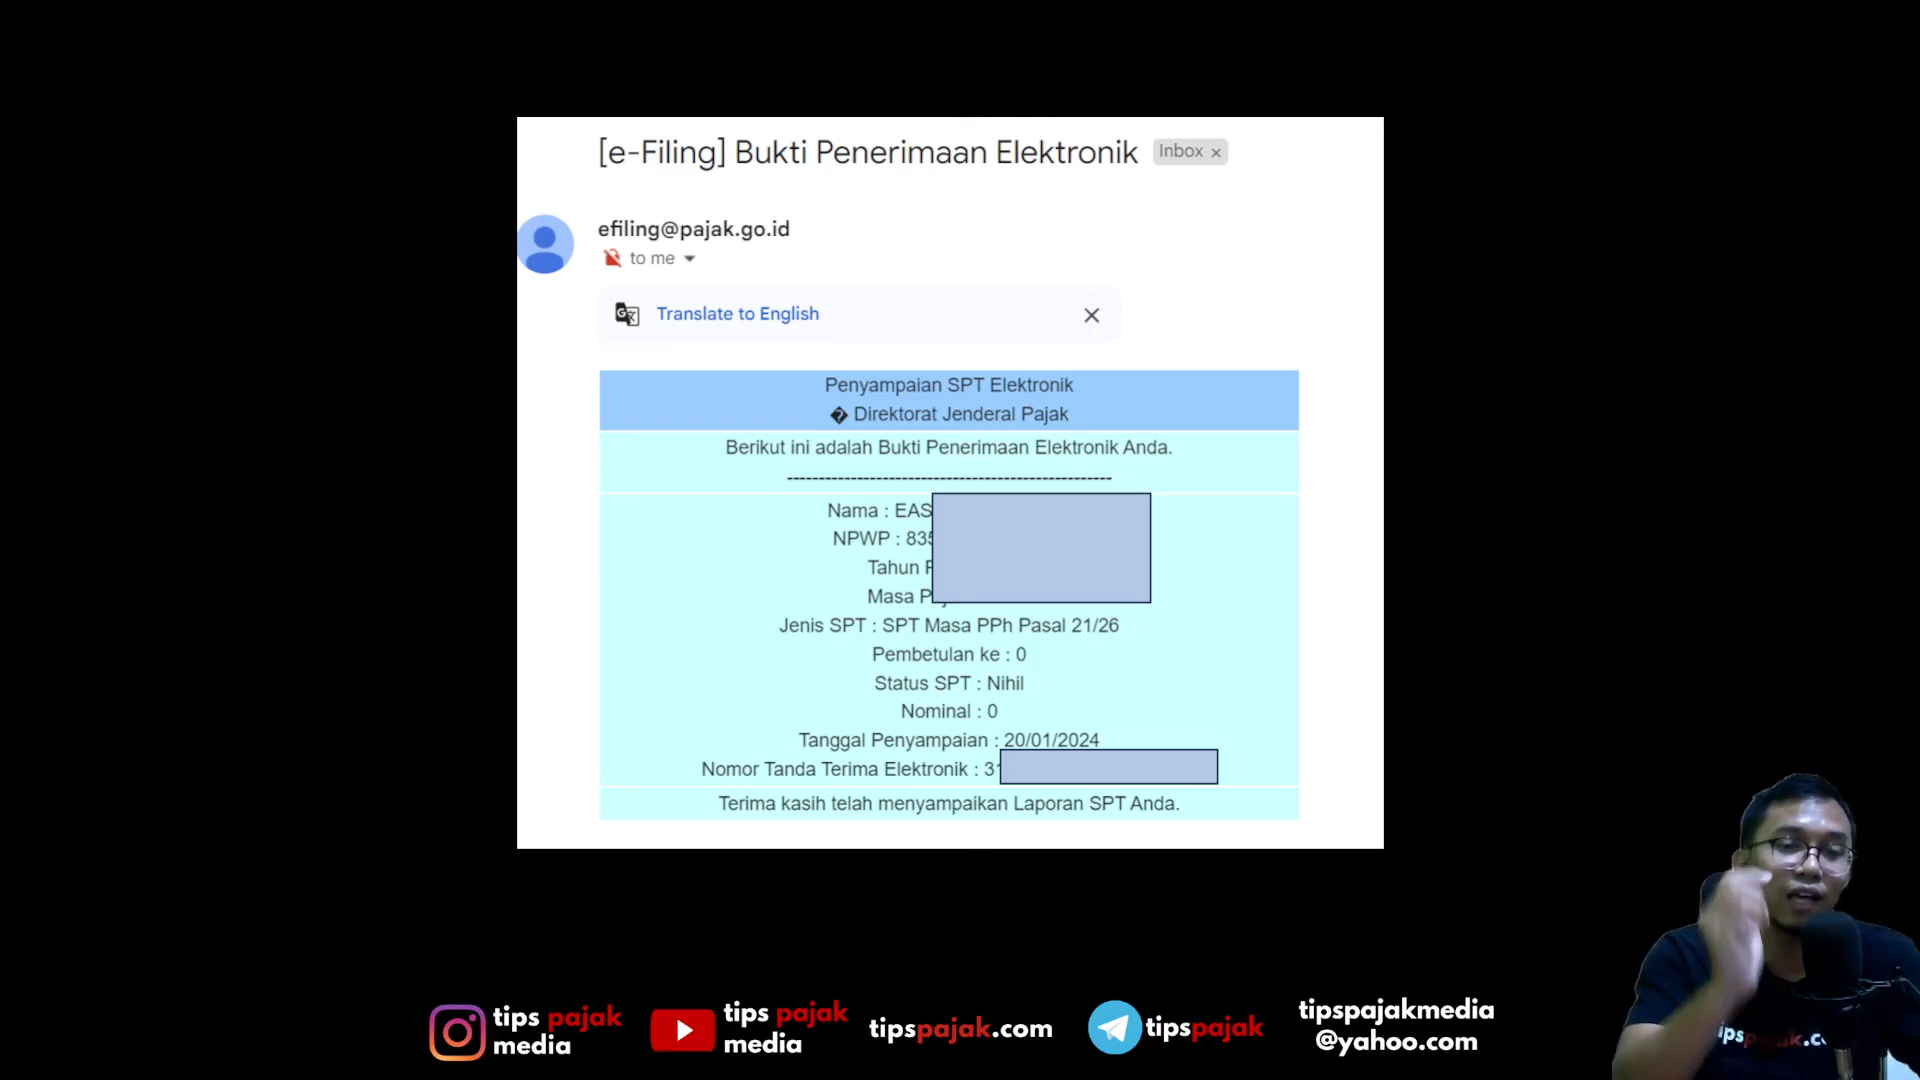 [e-Filing] Bukti Penerimaan Elektronik Inbox ×
efiling@pajak.go.id
to me
Translate to English
Penyampaian SPT Elektronik
� Direktorat Jenderal Pajak
Berikut ini adalah Bukti Penerimaan Elektronik Anda.
--------------------------------------------------
Nama : EAS
NPWP : 835
Tahun
Masa
Jenis SPT : SPT Masa PPh Pasal 21/26
Pembetulan ke : 0
Status SPT : Nihil
Nominal : 0
Tanggal Penyampaian : 20/01/2024
Nomor Tanda Terima Elektronik : 31
Terima kasih telah menyampaikan Laporan SPT Anda.
tips pajak media
tips pajak media
tipspajak.com
tipspajak
tipspajakmedia
@yahoo.com